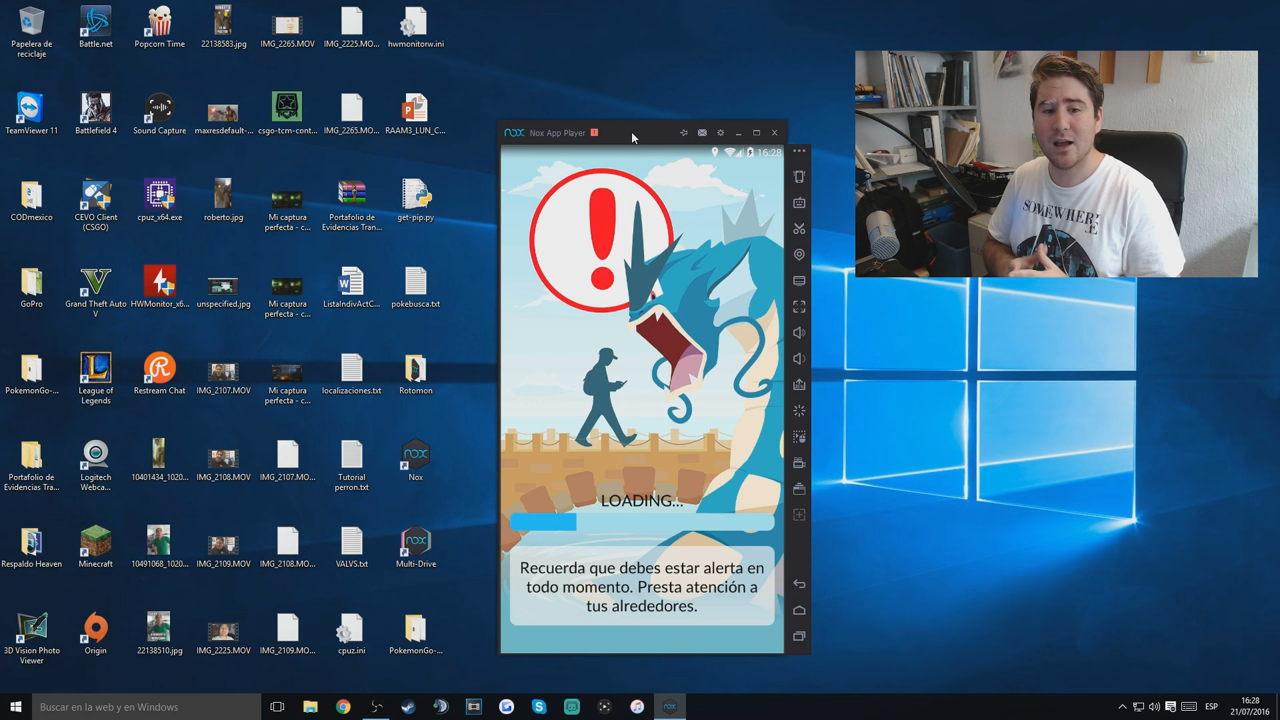 Papelera de
reciclaje
Battle.net
Popcorn Time
22138583.jpg
IMG_2265.MOV
IMG_2225.MO...
hwmonitorw.ini
TeamViewer 11
Battlefield 4
Sound Capture
maxresdefault-...
csgo-tcm-cont...
IMG_2265.MO...
RAAM3_LUN_C...
CODmexico
CEVO Client
(CSGO)
cpuz_x64.exe
roberto.jpg
Mi captura
perfecta - c...
Portafolio de
Evidencias Tran...
get-pip.py
GoPro
Grand Theft Auto
V
HWMonitor_x6...
unspecified.jpg
Mi captura
perfecta - c...
ListaIndivActC...
pokebusca.txt
PokemonGo-...
League of
Legends
Restream Chat
IMG_2107.MOV
Mi captura
perfecta - c...
localizaciones.txt
Rotomon
Portafolio de
Evidencias Tra...
Logitech
Webca...
10401434_1020...
IMG_2108.MOV
IMG_2107.MO...
Tutorial
perron.txt
Nox
Respaldo Heaven
Minecraft
10491068_1020...
IMG_2109.MOV
IMG_2108.MO...
VALVS.txt
Multi-Drive
3D Vision Photo
Viewer
Origin
22138510.jpg
IMG_2225.MOV
IMG_2109.MO...
cpuz.ini
PokemonGo-...
nox Nox App Player
16:28
LOADING...
Recuerda que debes estar alerta en
todo momento. Presta atención a
tus alrededores.
SOMEWHERE
Buscar en la web y en Windows
nox
ESP
16:28
21/07/2016